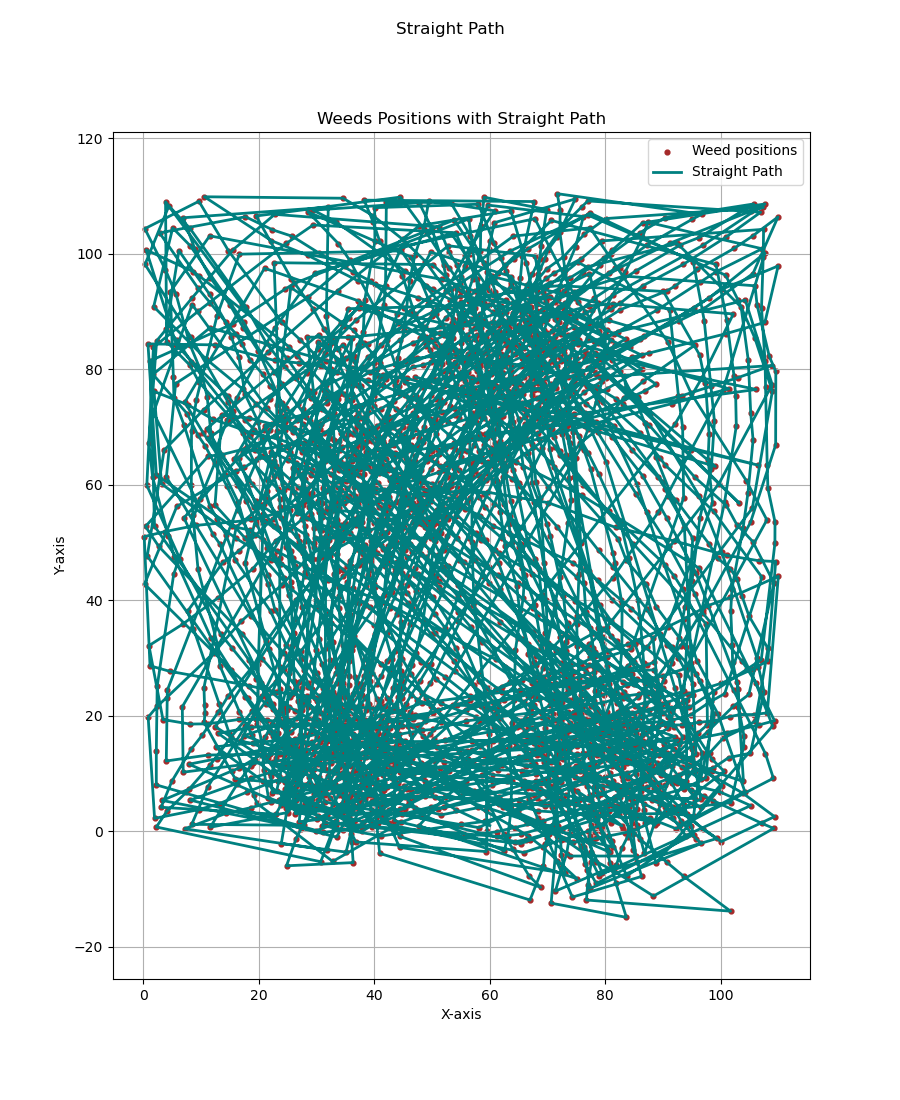 Straight Path
Weeds Positions with Straight Path
Weed positions
Straight Path
120
100
80
60
40
20
0
−20
Y-axis
0 20 40 60 80 100
X-axis